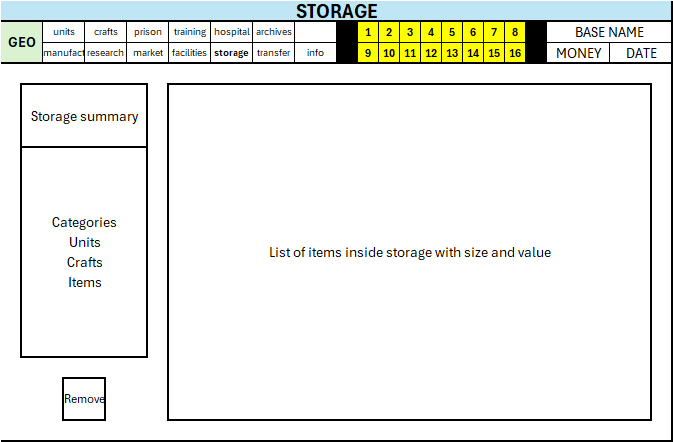 STORAGE
GEO
units crafts prison training hospital archives
manufact research market facilities storage transfer info
1 2 3 4 5 6 7 8
9 10 11 12 13 14 15 16
BASE NAME
MONEY DATE
Storage summary
Categories
Units
Crafts
Items
List of items inside storage with size and value
Remove